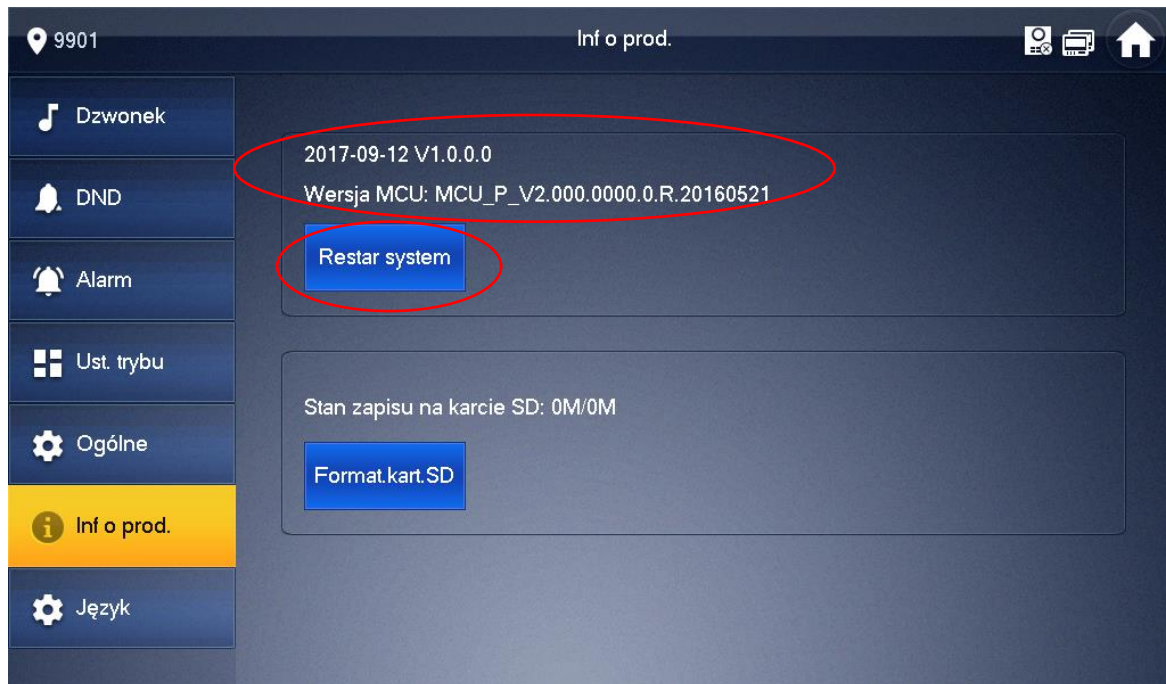 9901
Inf o prod.
Dzwonek
DND
Alarm
Ust. trybu
Ogólne
Inf o prod.
Język
2017-09-12 V1.0.0.0
Wersja MCU: MCU_P_V2.000.0000.0.R.20160521
Restar system
Stan zapisu na karcie SD: 0M/0M
Format.kart.SD